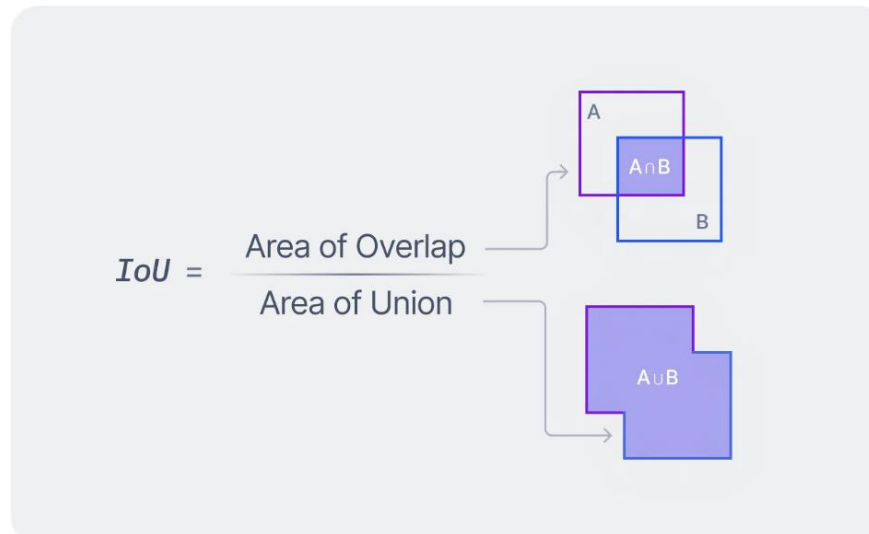 A
A∩B
B
IoU =
Area of Overlap
Area of Union
A∪B